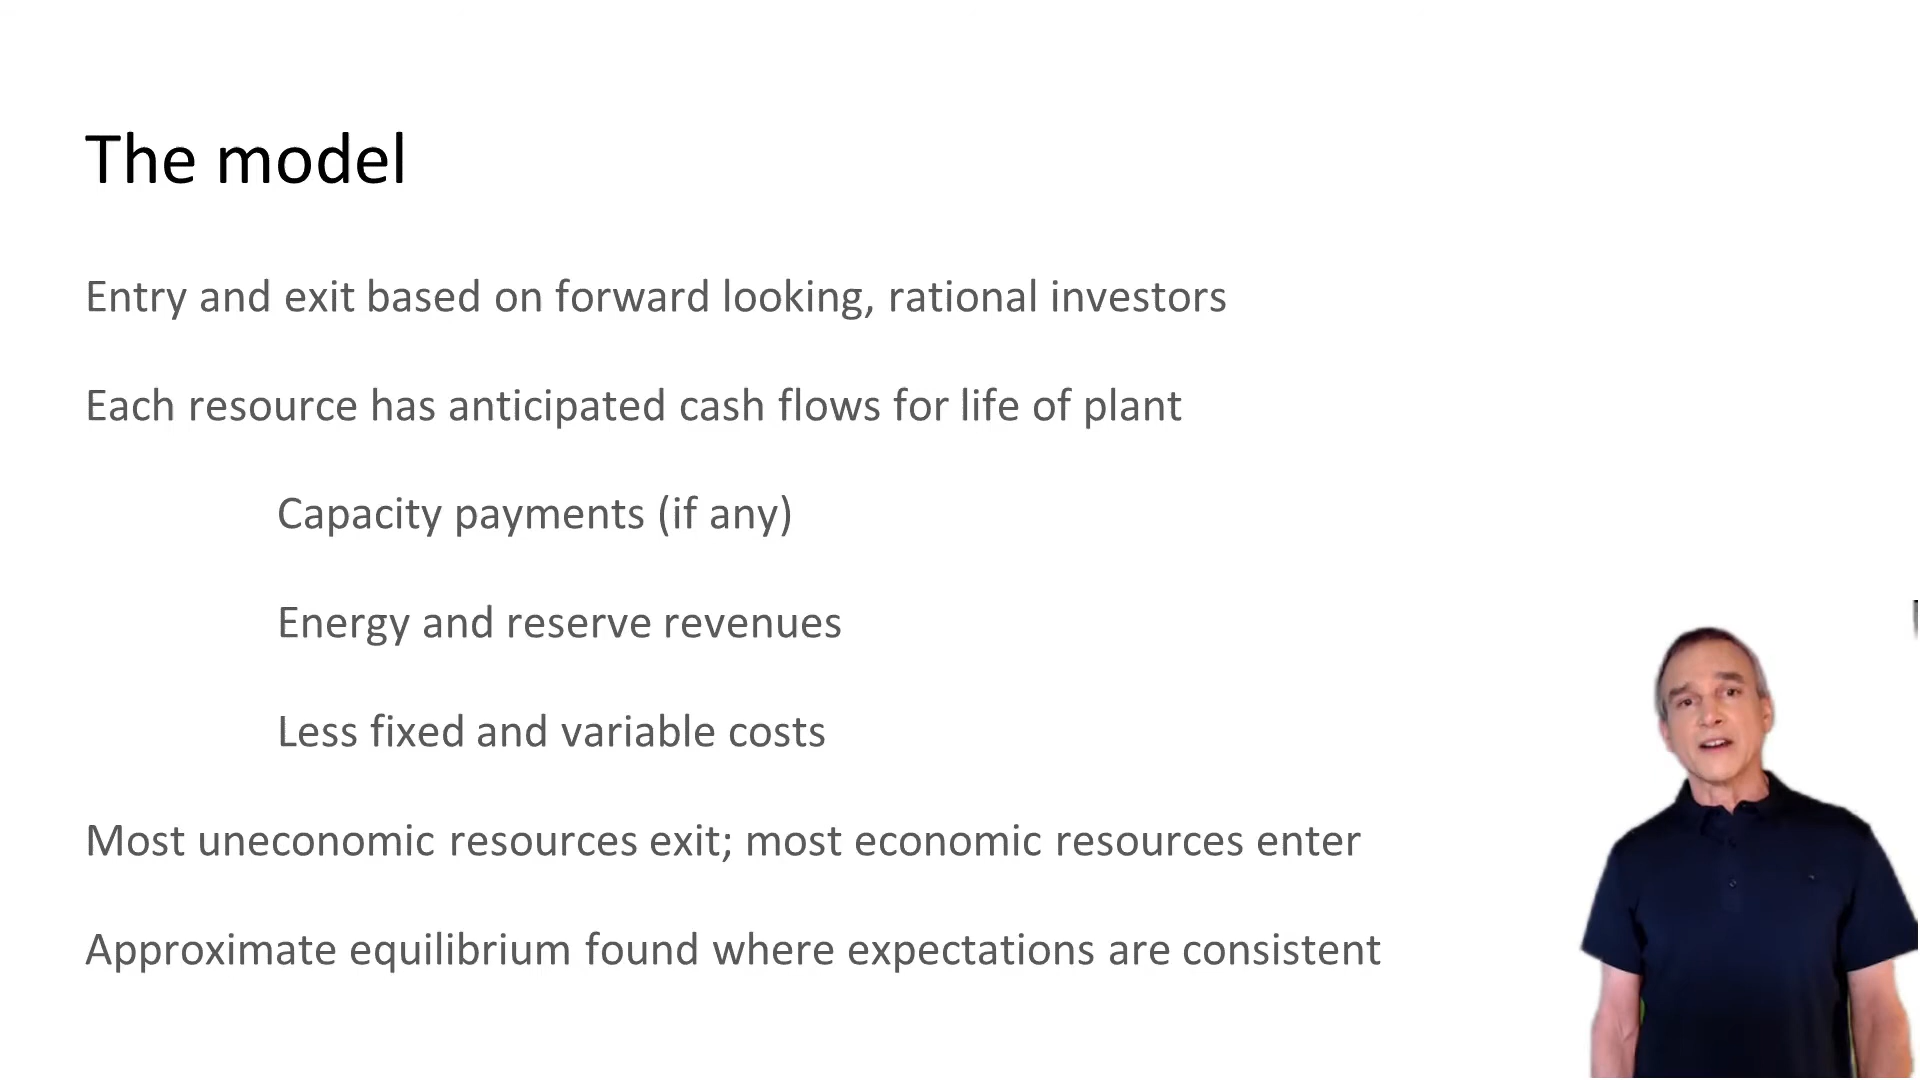 The model
Entry and exit based on forward looking, rational investors
Each resource has anticipated cash flows for life of plant
Capacity payments (if any)
Energy and reserve revenues
Less fixed and variable costs
Most uneconomic resources exit; most economic resources enter
Approximate equilibrium found where expectations are consistent